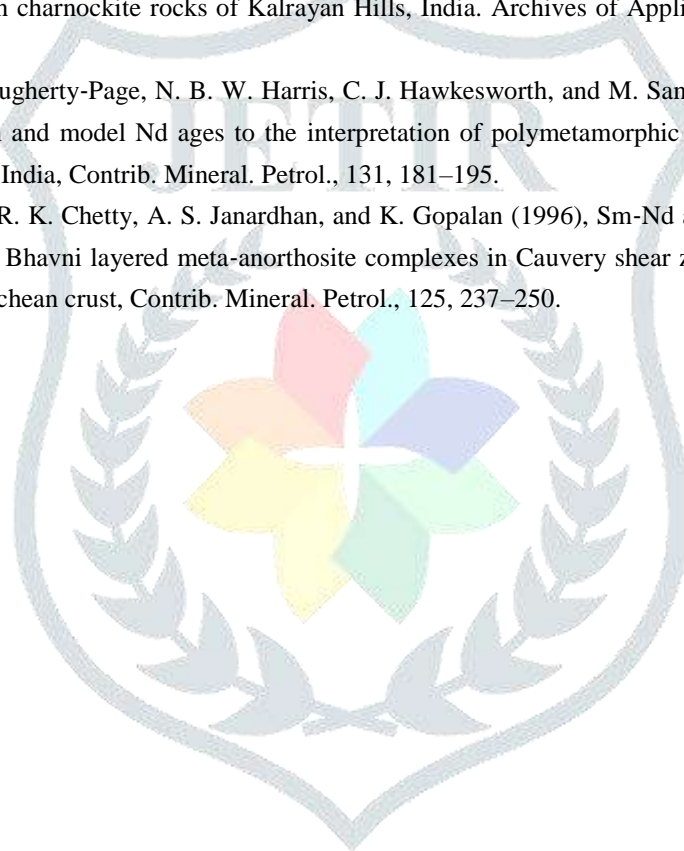 n charnockite rocks of Kalrayan Hills, India. Archives of Appli
JETIR
ugherty-Page, N. B. W. Harris, C. J. Hawkesworth, and M. San
and model Nd ages to the interpretation of polymetamorphic
India, Contrib. Mineral. Petrol., 131, 181–195.
R. K. Chetty, A. S. Janardhan, and K. Gopalan (1996), Sm-Nd
Bhavni layered meta-anorthosite complexes in Cauvery shear z
chean crust, Contrib. Mineral. Petrol., 125, 237–250.